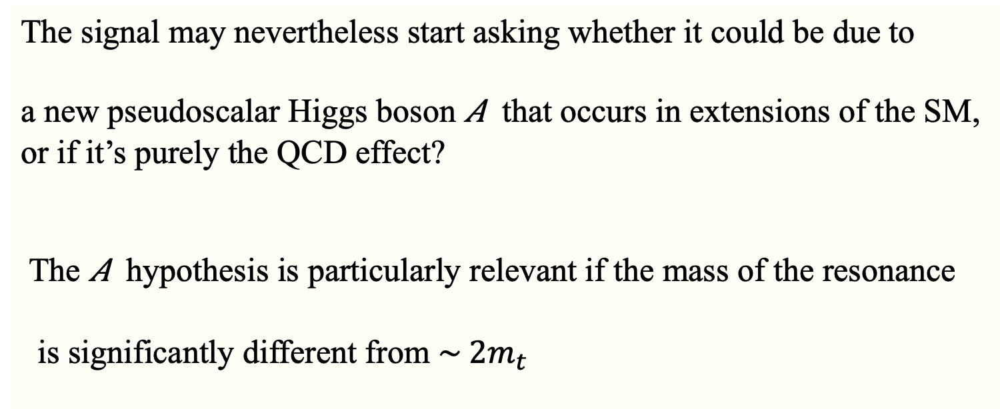 The signal may nevertheless start asking whether it could be due to
a new pseudoscalar Higgs boson A that occurs in extensions of the SM,
or if it’s purely the QCD effect?
The A hypothesis is particularly relevant if the mass of the resonance
is significantly different from ~ 2mₜ